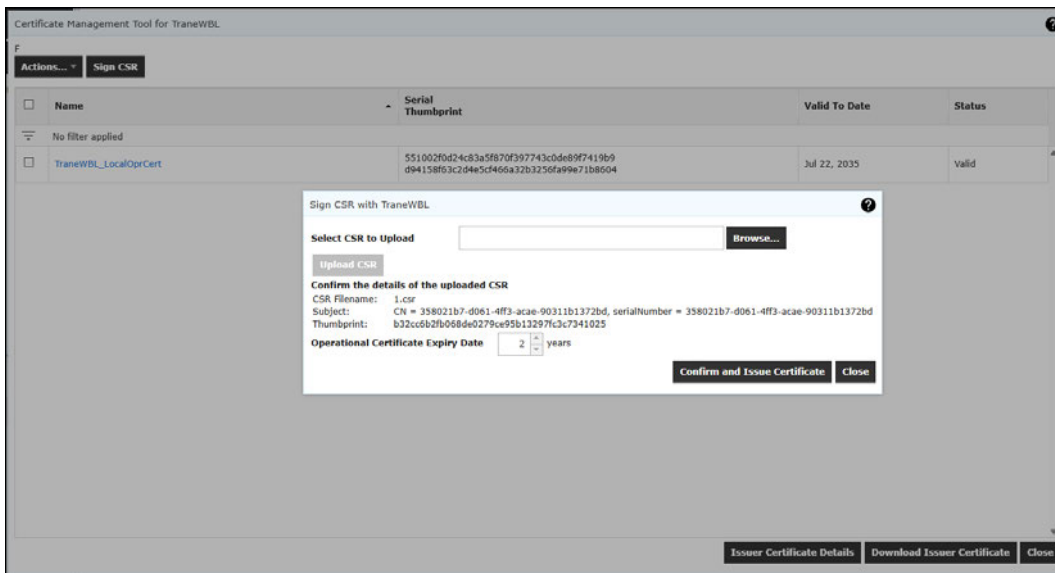 Certificate Management Tool for TraneWBL
F
Actions... Sign CSR
Name Serial Thumbprint Valid To Date Status
No filter applied
TraneWBL_LocalOprCert 551002f0d24c83a5f870f397743c0de89f7419b9 Jul 22, 2035 Valid
d94158f63c2d4e5cf466a32b3256fa99e71b8604
Sign CSR with TraneWBL
Select CSR to Upload Browse...
Upload CSR
Confirm the details of the uploaded CSR
CSR Filename: 1.csr
Subject: CN = 358021b7-d061-4ff3-acae-90311b1372bd, serialNumber = 358021b7-d061-4ff3-acae-90311b1372bd
Thumbprint: b32cc6b2fb068de0279ce95b13297fc3c7341025
Operational Certificate Expiry Date 2 years
Confirm and Issue Certificate Close
Issuer Certificate Details Download Issuer Certificate Close